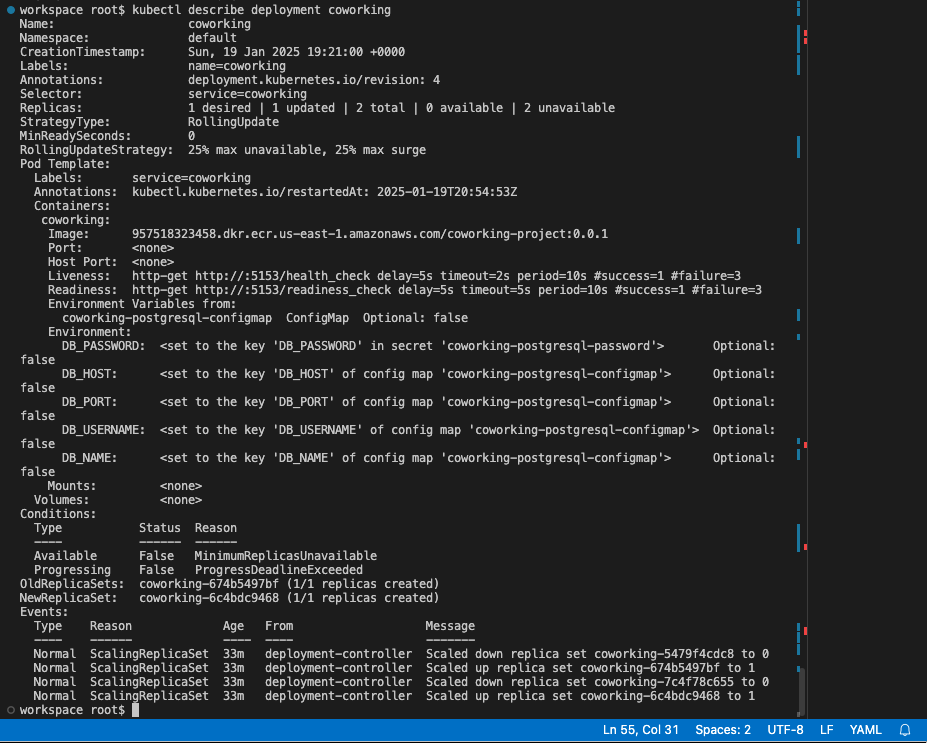 workspace root$ kubectl describe deployment coworking
Name:                   coworking
Namespace:              default
CreationTimestamp:      Sun, 19 Jan 2025 19:21:00 +0000
Labels:                 name=coworking
Annotations:            deployment.kubernetes.io/revision: 4
Selector:               service=coworking
Replicas:               1 desired | 1 updated | 2 total | 0 available | 2 unavailable
StrategyType:           RollingUpdate
MinReadySeconds:        0
RollingUpdateStrategy:  25% max unavailable, 25% max surge
Pod Template:
  Labels:       service=coworking
  Annotations:  kubectl.kubernetes.io/restartedAt: 2025-01-19T20:54:53Z
  Containers:
   coworking:
    Image:      957518323458.dkr.ecr.us-east-1.amazonaws.com/coworking-project:0.0.1
    Port:       <none>
    Host Port:  <none>
    Liveness:   http-get http://:5153/health_check delay=5s timeout=2s period=10s #success=1 #failure=3
    Readiness:  http-get http://:5153/readiness_check delay=5s timeout=5s period=10s #success=1 #failure=3
    Environment Variables from:
      coworking-postgresql-configmap  ConfigMap  Optional: false
    Environment:
      DB_PASSWORD:  <set to the key 'DB_PASSWORD' in secret 'coworking-postgresql-password'>       Optional:
false
      DB_HOST:      <set to the key 'DB_HOST' of config map 'coworking-postgresql-configmap'>      Optional:
false
      DB_PORT:      <set to the key 'DB_PORT' of config map 'coworking-postgresql-configmap'>      Optional:
false
      DB_USERNAME:  <set to the key 'DB_USERNAME' of config map 'coworking-postgresql-configmap'>  Optional:
false
      DB_NAME:      <set to the key 'DB_NAME' of config map 'coworking-postgresql-configmap'>      Optional:
false
    Mounts:         <none>
  Volumes:          <none>
Conditions:
  Type           Status  Reason
  ----           ------  ------
  Available      False   MinimumReplicasUnavailable
  Progressing    False   ProgressDeadlineExceeded
OldReplicaSets:  coworking-674b5497bf (1/1 replicas created)
NewReplicaSet:   coworking-6c4bdc9468 (1/1 replicas created)
Events:
  Type    Reason             Age   From                   Message
  ----    ------             ----  ----                   -------
  Normal  ScalingReplicaSet  33m   deployment-controller  Scaled down replica set coworking-5479f4cdc8 to 0
  Normal  ScalingReplicaSet  33m   deployment-controller  Scaled up replica set coworking-674b5497bf to 1
  Normal  ScalingReplicaSet  33m   deployment-controller  Scaled down replica set coworking-7c4f78c655 to 0
  Normal  ScalingReplicaSet  33m   deployment-controller  Scaled up replica set coworking-6c4bdc9468 to 1
workspace root$
Ln 55, Col 31  Spaces: 2  UTF-8  LF  YAML